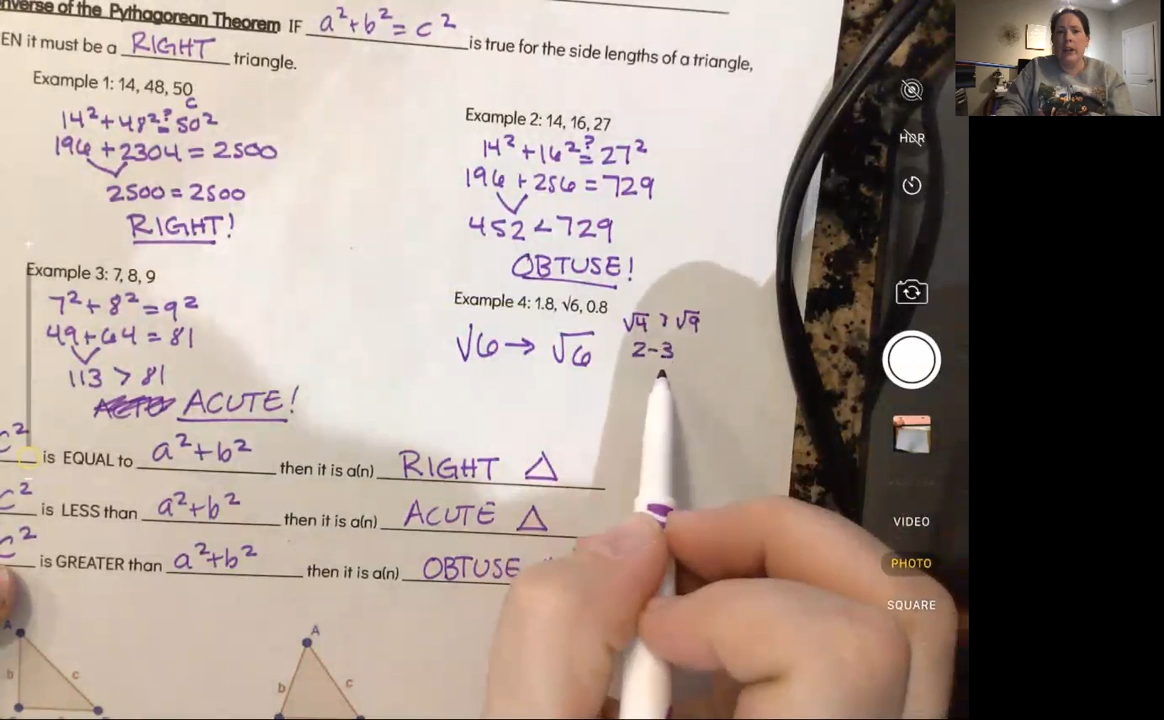 nverse of the Pythagorean Theorem IF a²+b²=c² is true for the side lengths of a triangle,
EN it must be a RIGHT triangle.
Example 1: 14, 48, 50
c
14²+48²?=50²
196+2304=2500
2500=2500
RIGHT!
Example 2: 14, 16, 27
14²+16²?=27²
196+256=729
452<729
OBTUSE!
Example 3: 7, 8, 9
7²+8²=9²
49+64=81
113>81
ACUTE!
Example 4: 1.8, √6, 0.8
√6→√6
√4 ? √9
2-3
c² is EQUAL to a²+b² then it is a(n) RIGHT △
c² is LESS than a²+b² then it is a(n) ACUTE △
c² is GREATER than a²+b² then it is a(n) OBTUSE
A
b
c
A
b
c
HDR
VIDEO
PHOTO
SQUARE